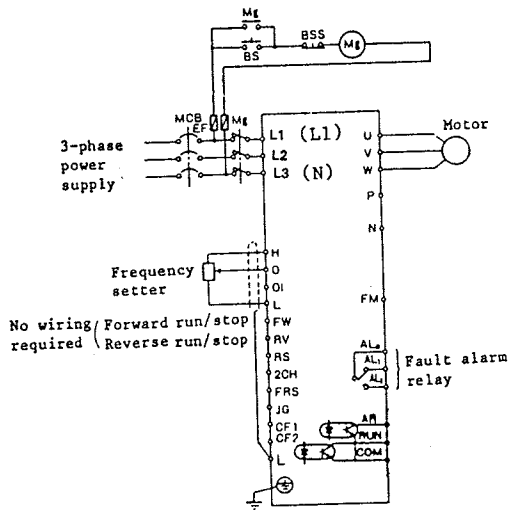 Mg
BS
BSS
Mg
MCB
EF
Mg
3-phase
power
supply
L1 (L1)
L2
L3 (N)
U
V
W
Motor
P
N
H
O
OI
L
Frequency
setter
No wiring
required
( Forward run/stop
Reverse run/stop
FW
RV
RS
2CH
FRS
JG
CF1
CF2
L
FM
AL₀
AL₁
AL₂
Fault alarm
relay
AR
RUN
COM